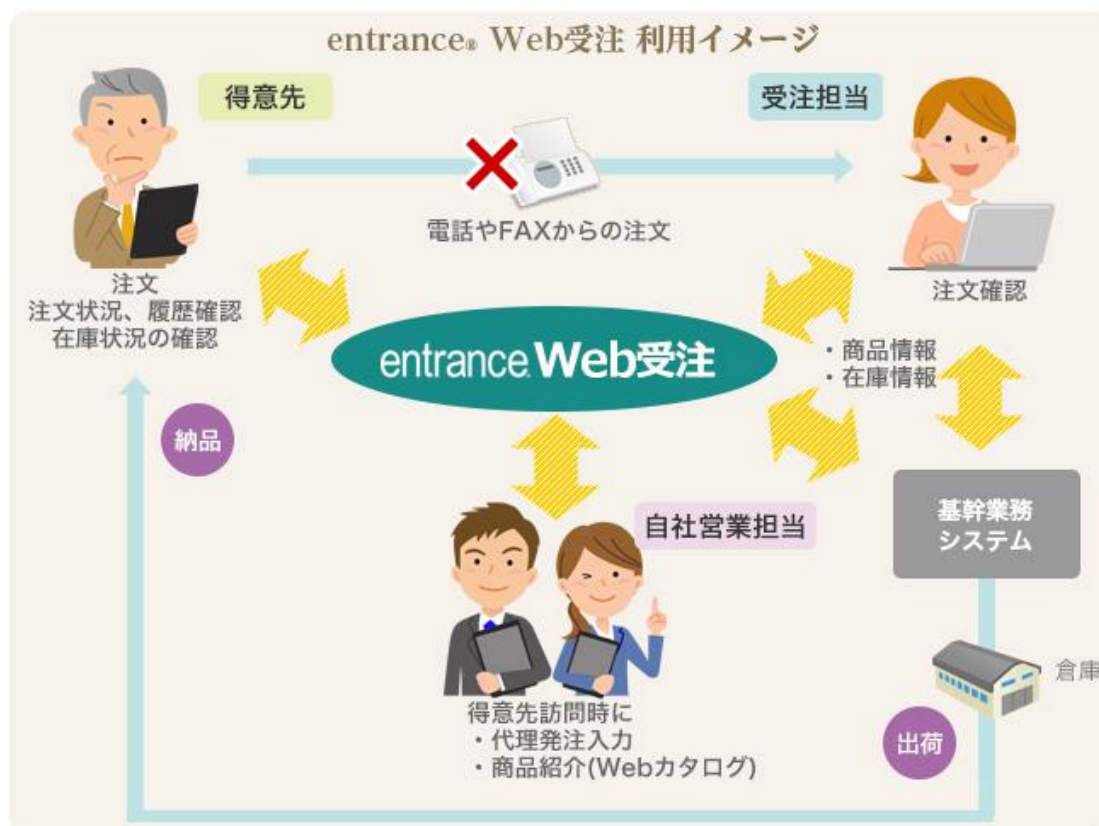 entrance® Web受注 利用イメージ
得意先
受注担当
電話やFAXからの注文
注文
注文状況、履歴確認
在庫状況の確認
注文確認
entrance® Web受注
・商品情報
・在庫情報
納品
自社営業担当
基幹業務
システム
倉庫
得意先訪問時に
・代理発注入力
・商品紹介(Webカタログ)
出荷